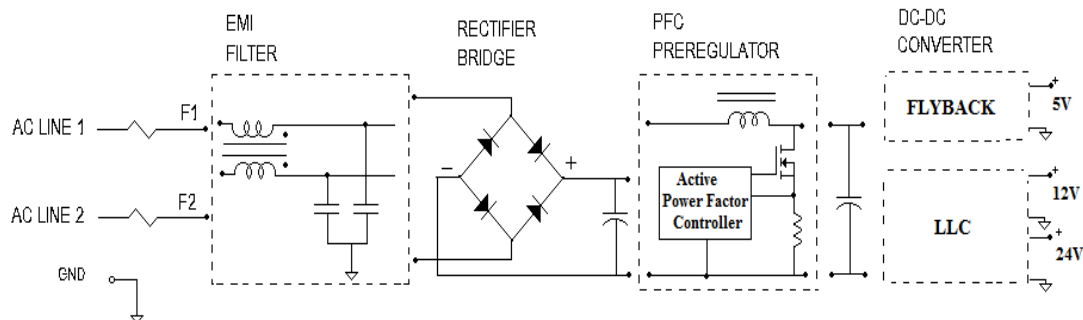 EMI
FILTER
RECTIFIER
BRIDGE
PFC
PREREGULATOR
DC-DC
CONVERTER
AC LINE 1
F1
AC LINE 2
F2
GND
−
+
Active
Power Factor
Controller
FLYBACK
+
5V
LLC
+
12V
+
24V